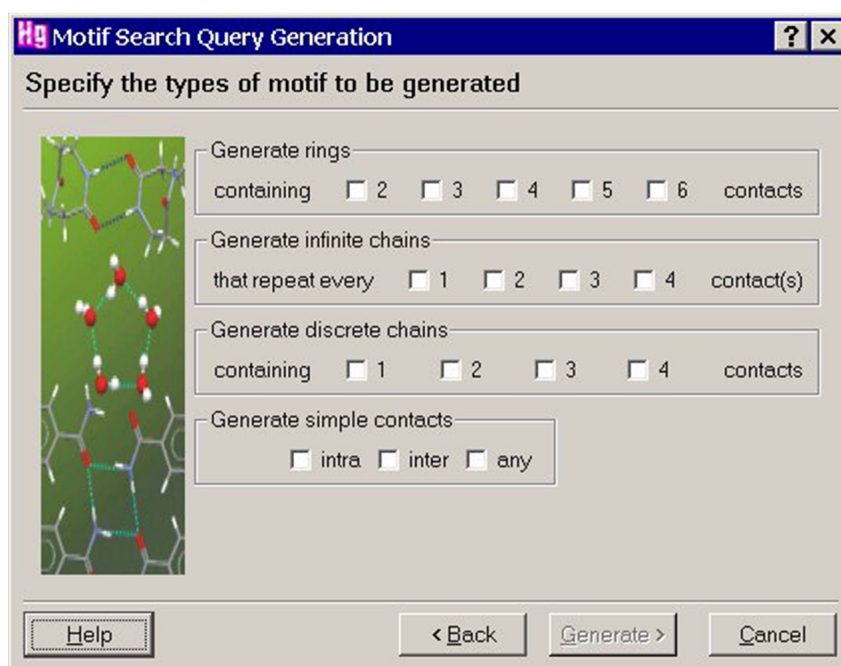 Hg Motif Search Query Generation ? ×
Specify the types of motif to be generated
Generate rings
containing 2 3 4 5 6 contacts
Generate infinite chains
that repeat every 1 2 3 4 contact(s)
Generate discrete chains
containing 1 2 3 4 contacts
Generate simple contacts
intra inter any
Help < Back Generate > Cancel